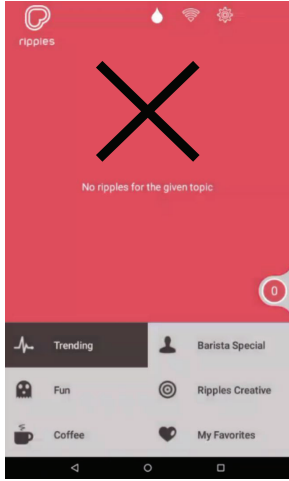 ripples
No ripples for the given topic
0
Trending
Barista Special
Fun
Ripples Creative
Coffee
My Favorites